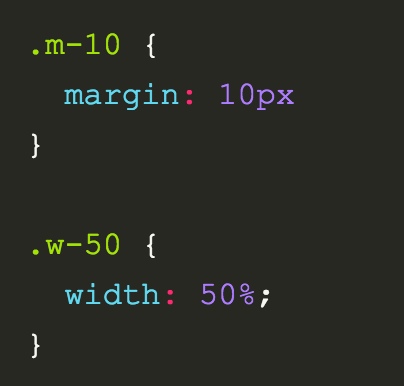 .m-10 {
  margin: 10px
}

.w-50 {
  width: 50%;
}